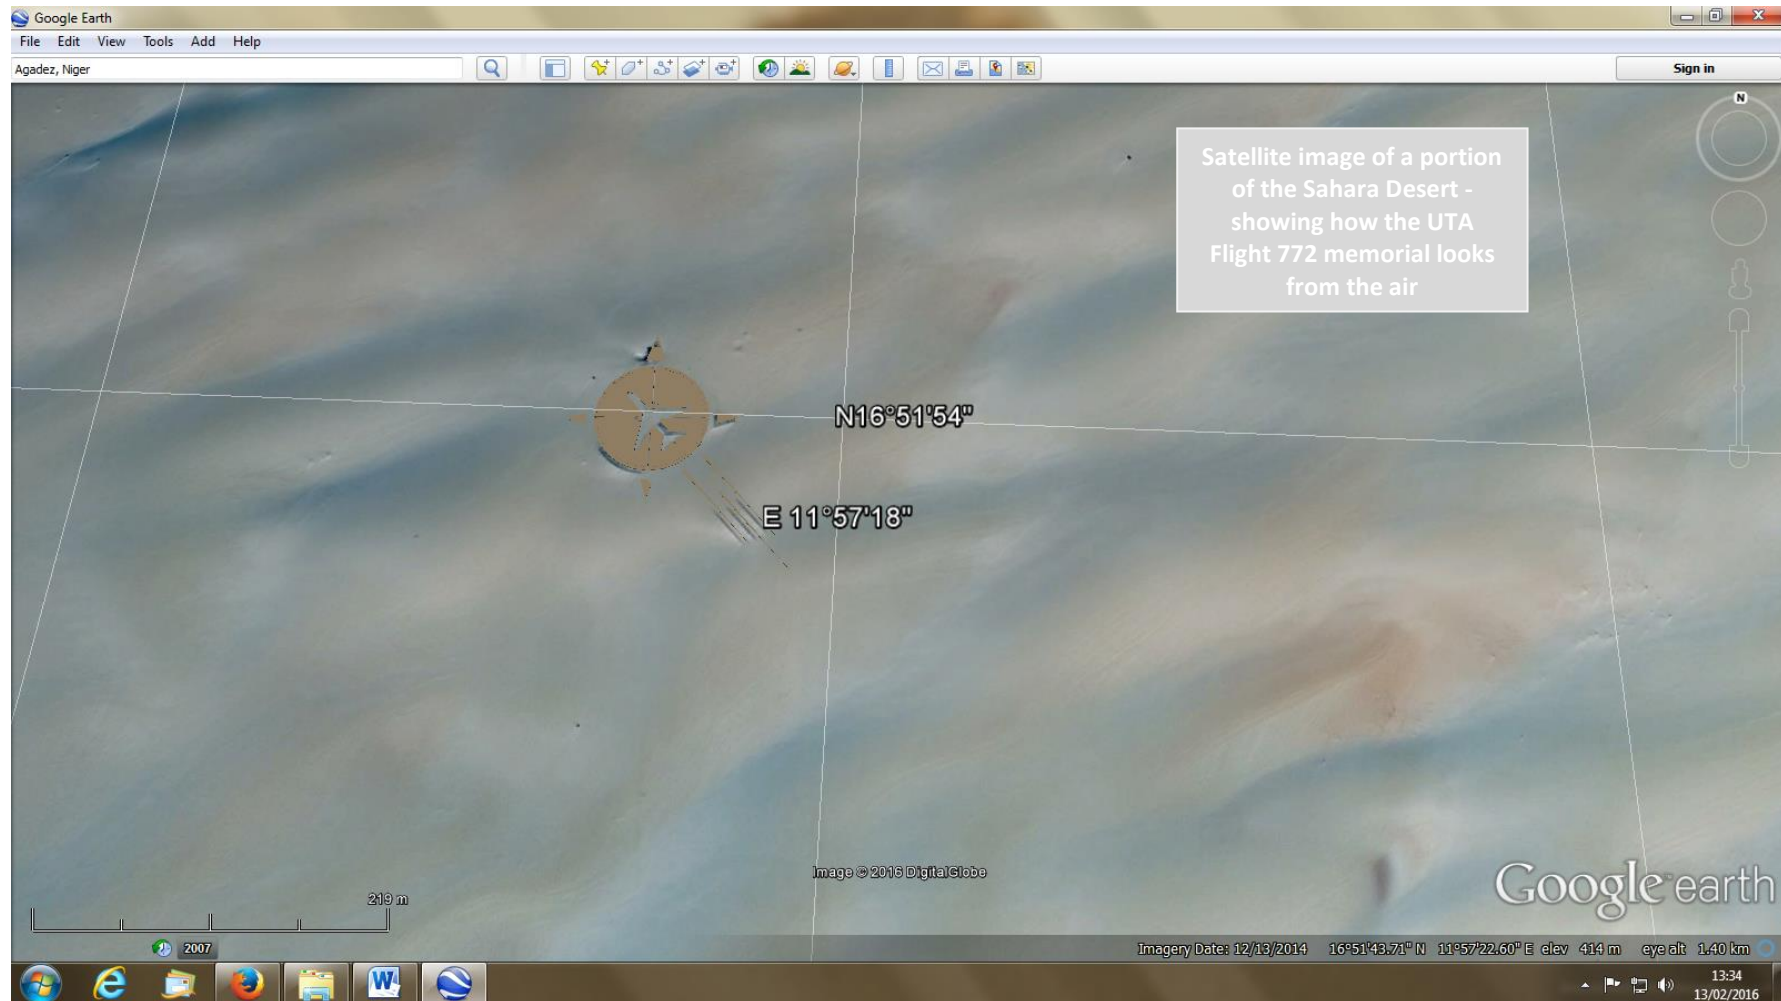 Google Earth
File Edit View Tools Add Help
Agadez, Niger
Sign in
N
Satellite image of a portion
of the Sahara Desert -
showing how the UTA
Flight 772 memorial looks
from the air
N16°51'54"
E 11°57'18"
Image © 2016 DigitalGlobe
Google earth
219 m
2007
Imagery Date: 12/13/2014 16°51'43.71" N 11°57'22.60" E elev 414 m eye alt 1.40 km
13:34
13/02/2016